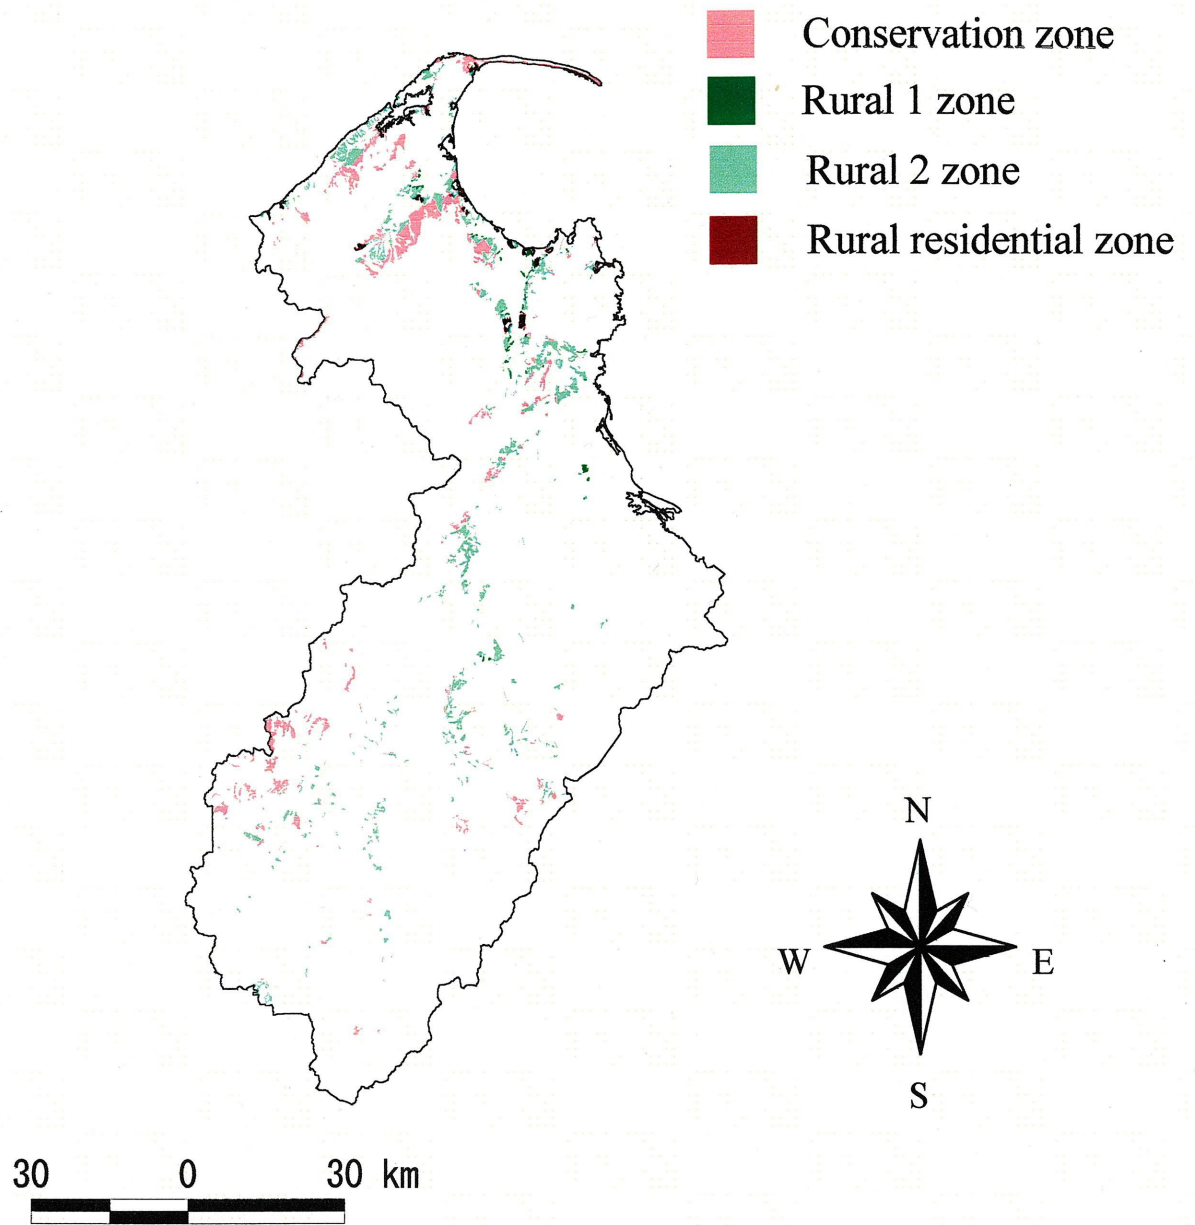 Conservation zone
Rural 1 zone
Rural 2 zone
Rural residential zone
N
W E
S
30 0 30 km